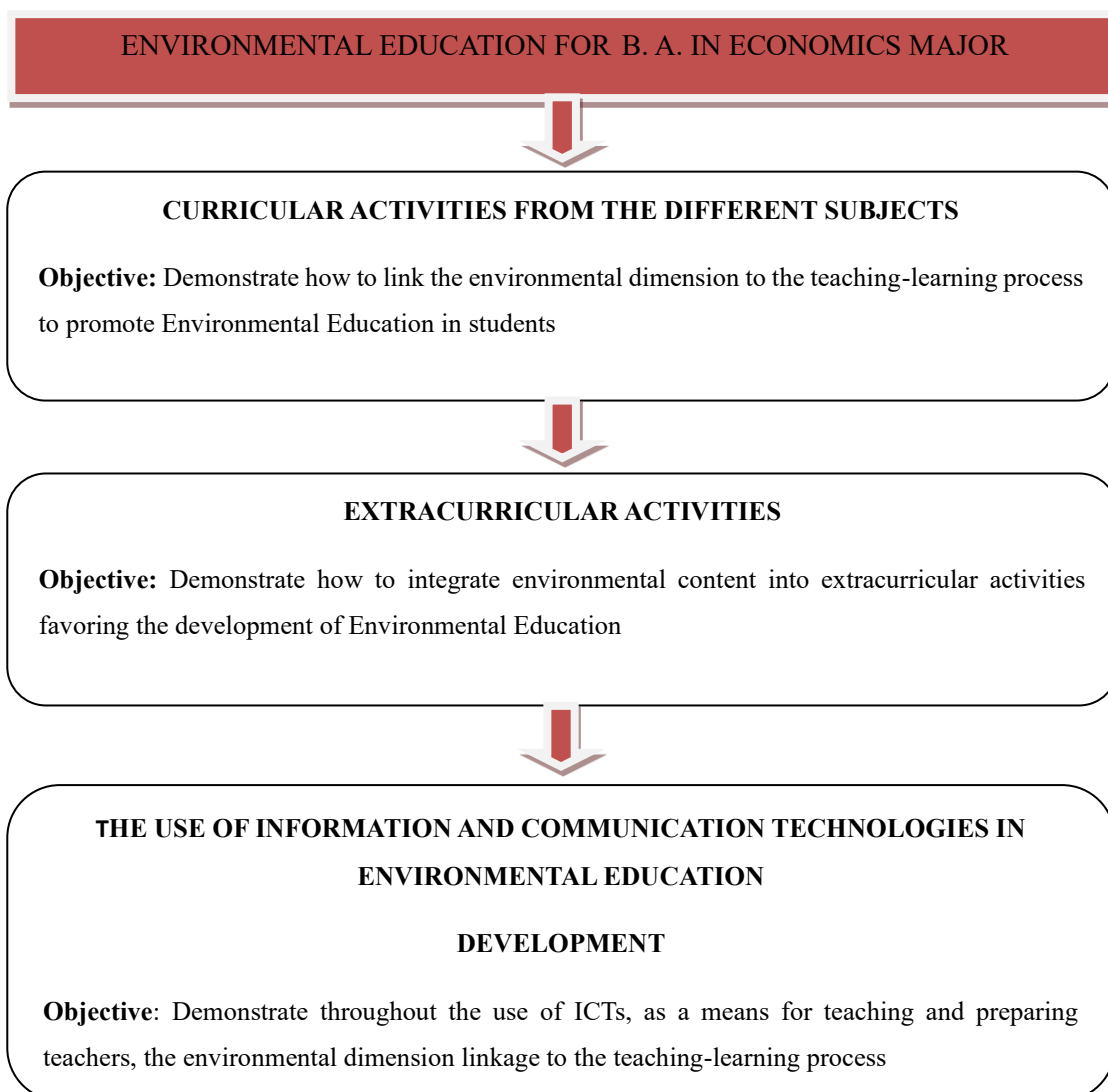 ENVIRONMENTAL EDUCATION FOR B. A. IN ECONOMICS MAJOR
CURRICULAR ACTIVITIES FROM THE DIFFERENT SUBJECTS
Objective: Demonstrate how to link the environmental dimension to the teaching-learning process
to promote Environmental Education in students
EXTRACURRICULAR ACTIVITIES
Objective: Demonstrate how to integrate environmental content into extracurricular activities
favoring the development of Environmental Education
THE USE OF INFORMATION AND COMMUNICATION TECHNOLOGIES IN
ENVIRONMENTAL EDUCATION
DEVELOPMENT
Objective: Demonstrate throughout the use of ICTs, as a means for teaching and preparing
teachers, the environmental dimension linkage to the teaching-learning process